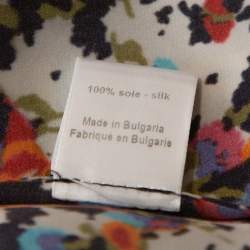 100% soie - silk
Made in Bulgaria
Fabrique en Bulgarie